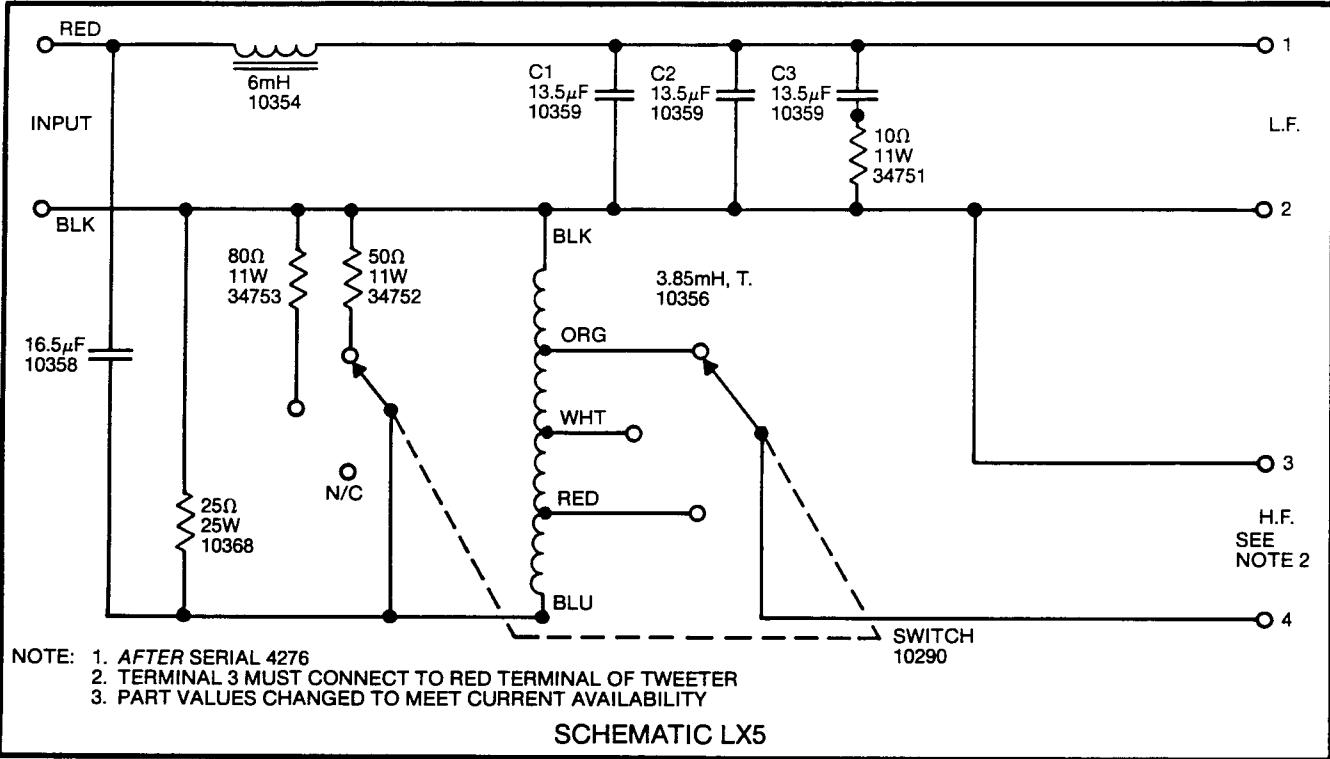 RED
6mH
10354
INPUT
BLK
C1
13.5μF
10359
C2
13.5μF
10359
C3
13.5μF
10359
10Ω
11W
34751
1
L.F.
2
80Ω
11W
34753
50Ω
11W
34752
BLK
3.85mH, T.
10356
ORG
WHT
RED
BLU
16.5μF
10358
N/C
25Ω
25W
10368
3
H.F.
SEE
NOTE 2
4
SWITCH
10290
NOTE: 1. AFTER SERIAL 4276
2. TERMINAL 3 MUST CONNECT TO RED TERMINAL OF TWEETER
3. PART VALUES CHANGED TO MEET CURRENT AVAILABILITY
SCHEMATIC LX5